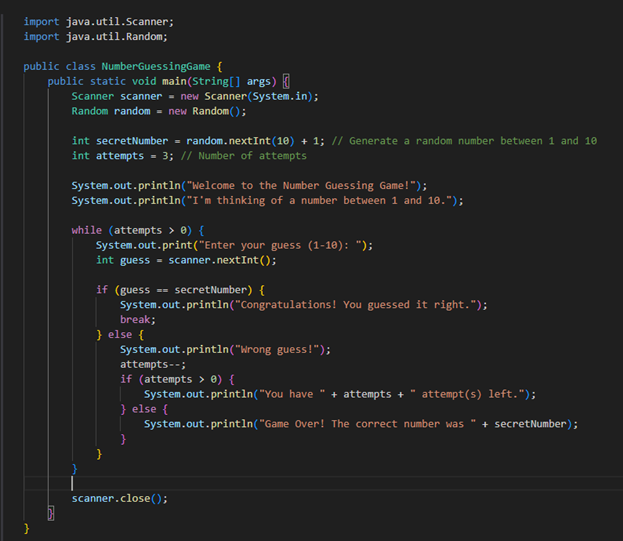 import java.util.Scanner;
import java.util.Random;

public class NumberGuessingGame {
    public static void main(String[] args) {
        Scanner scanner = new Scanner(System.in);
        Random random = new Random();

        int secretNumber = random.nextInt(10) + 1; // Generate a random number between 1 and 10
        int attempts = 3; // Number of attempts

        System.out.println("Welcome to the Number Guessing Game!");
        System.out.println("I'm thinking of a number between 1 and 10.");

        while (attempts > 0) {
            System.out.print("Enter your guess (1-10): ");
            int guess = scanner.nextInt();

            if (guess == secretNumber) {
                System.out.println("Congratulations! You guessed it right.");
                break;
            } else {
                System.out.println("Wrong guess!");
                attempts--;
                if (attempts > 0) {
                    System.out.println("You have " + attempts + " attempt(s) left.");
                } else {
                    System.out.println("Game Over! The correct number was " + secretNumber);
                }
            }
        }

        scanner.close();
    }
}